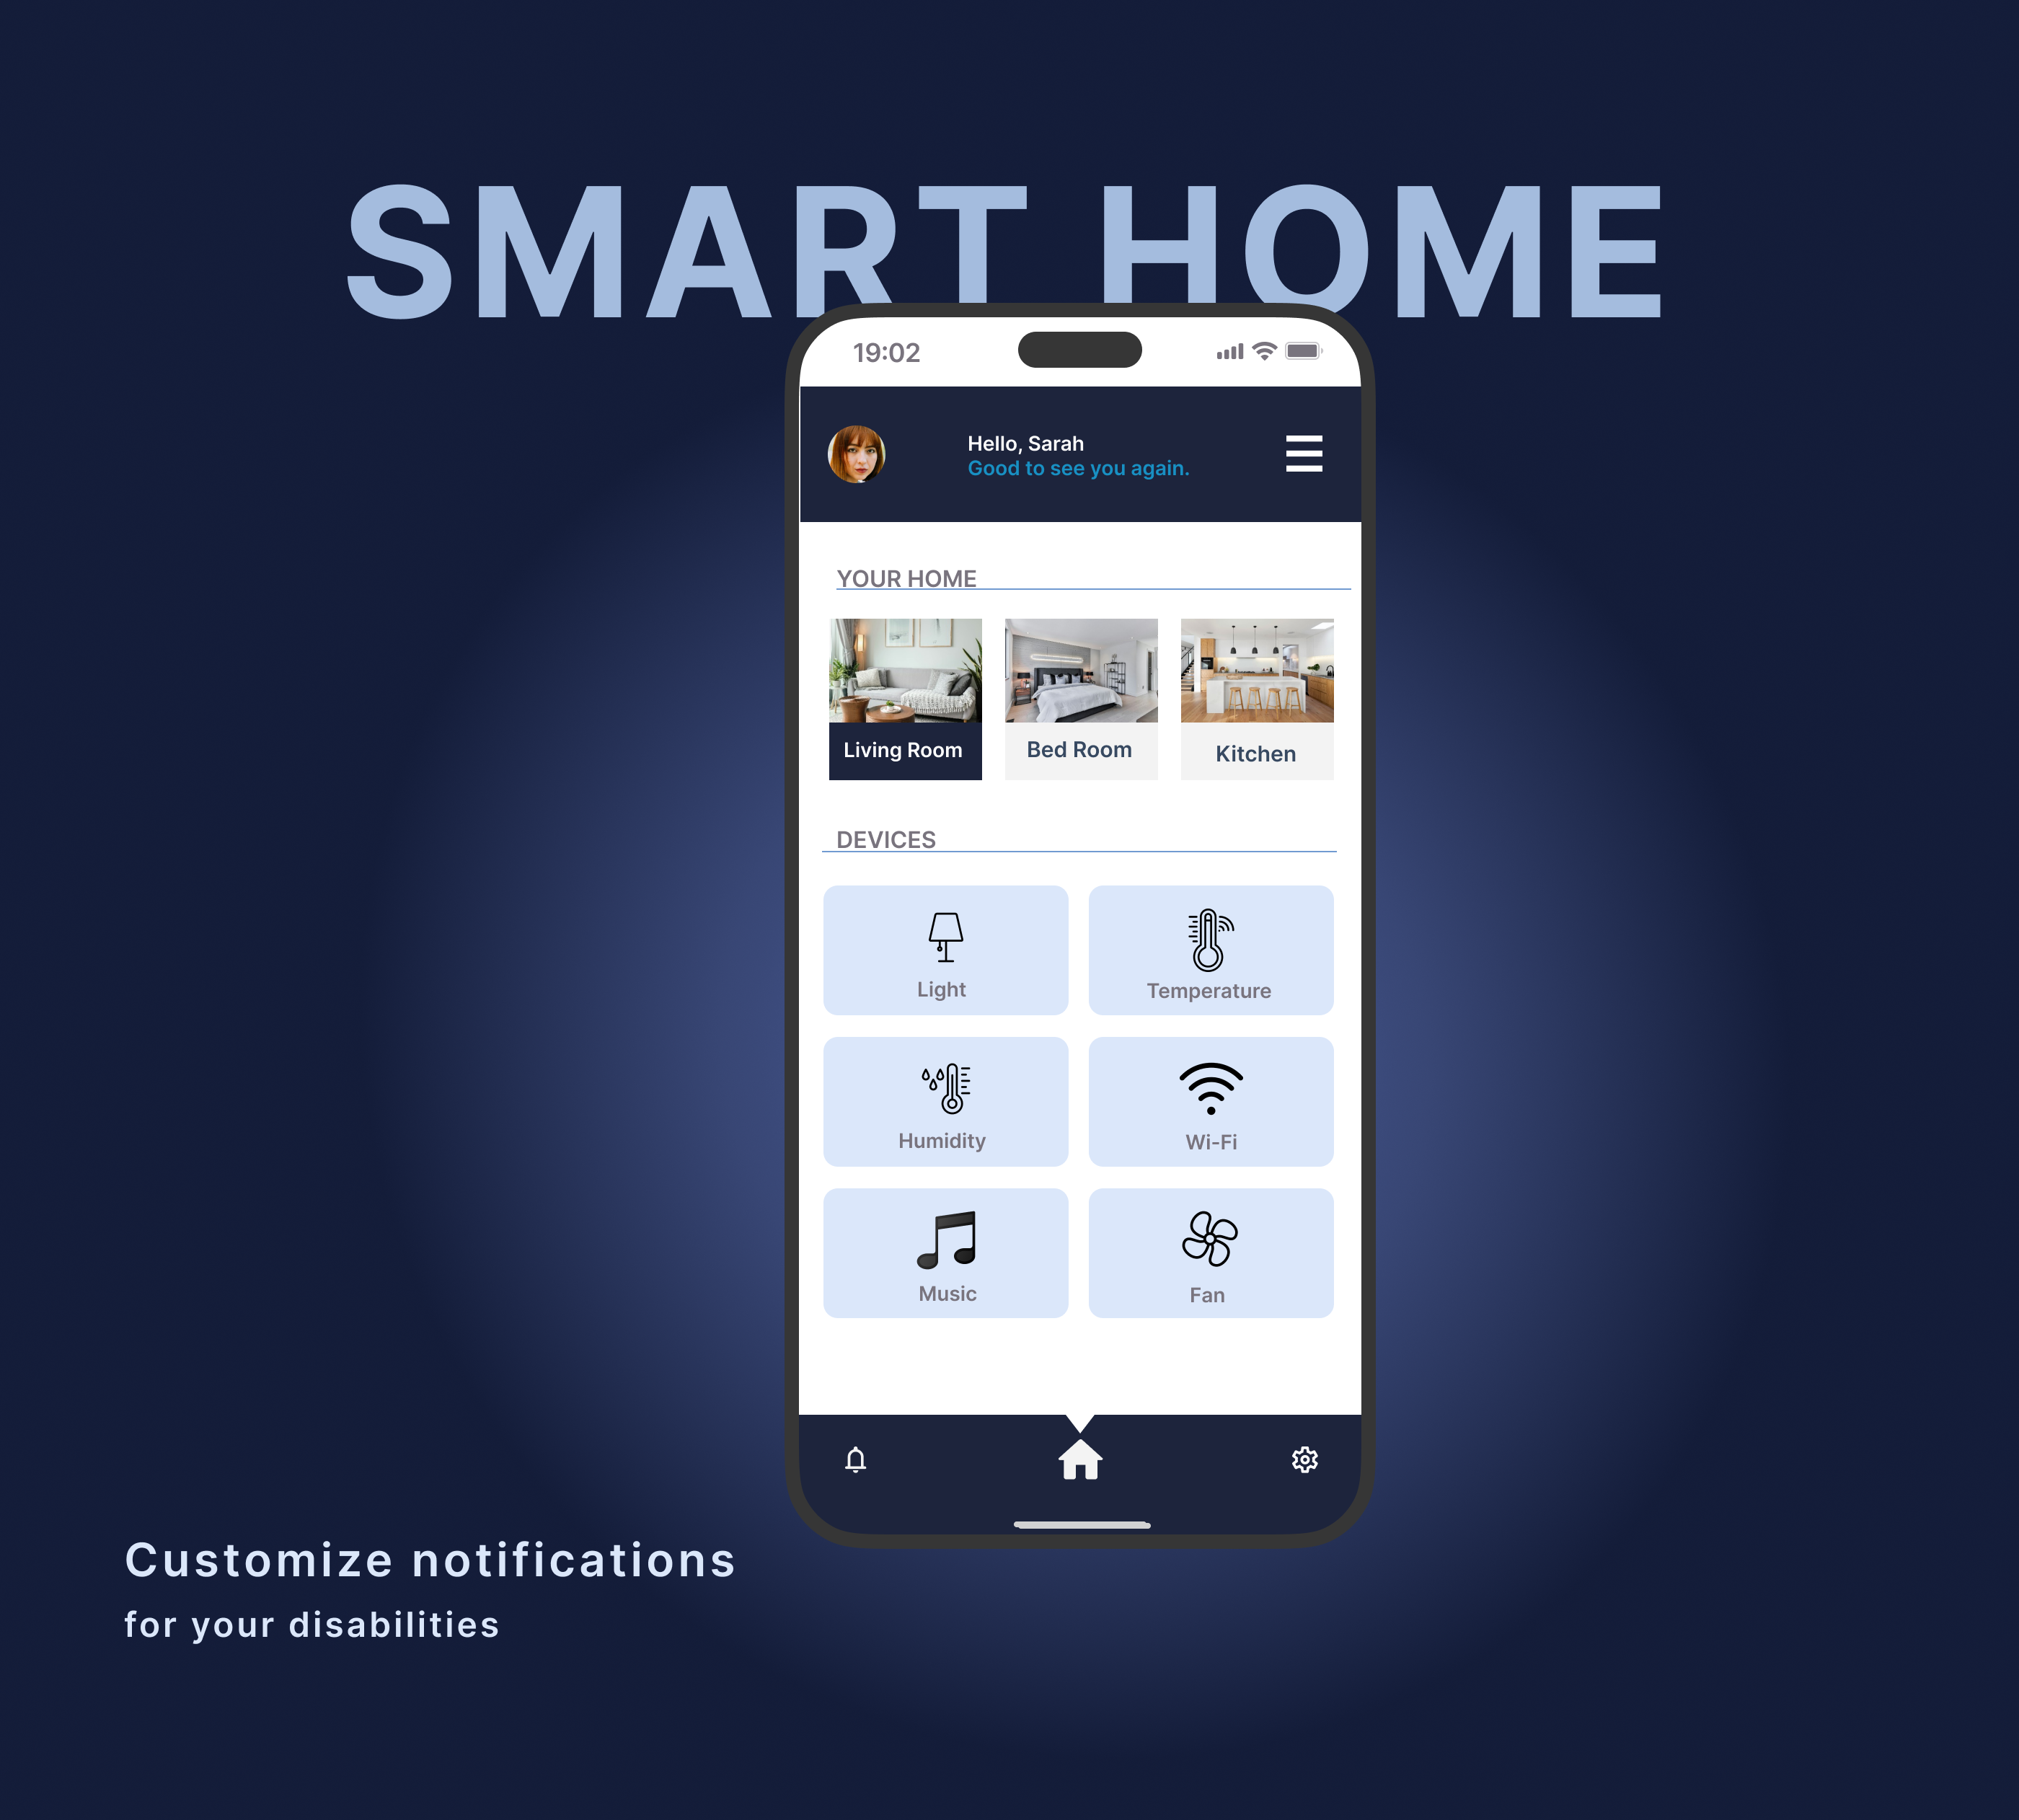 SMART HOME
19:02
Hello, Sarah
Good to see you again.
YOUR HOME
Living Room
Bed Room
Kitchen
DEVICES
Light
Temperature
Humidity
Wi-Fi
Music
Fan
Customize notifications
for your disabilities